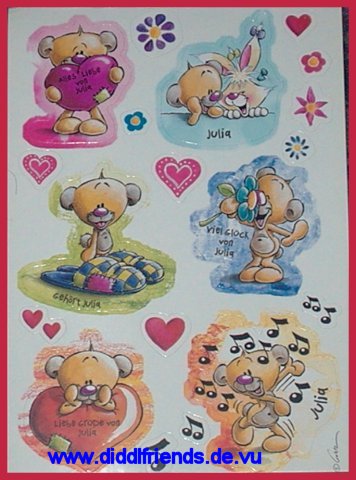 Alles Liebe
von
Julia
Julia
Gehört Julia
Viel Glück
von
Julia
Liebe Grüße von
Julia
Julia
www.diddlfriends.de.vu